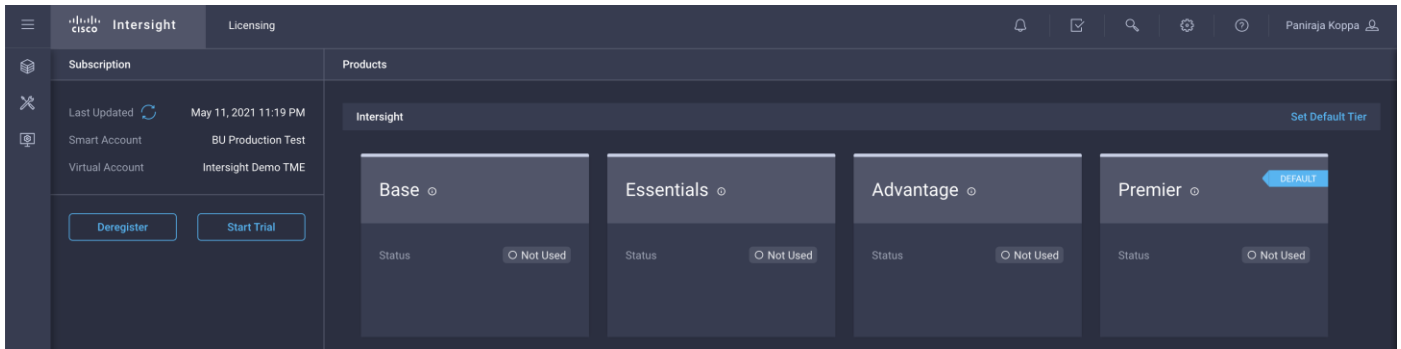 cisco Intersight Licensing Paniraja Koppa
Subscription
Last Updated May 11, 2021 11:19 PM
Smart Account BU Production Test
Virtual Account Intersight Demo TME
Deregister Start Trial
Products
Intersight Set Default Tier
Base Essentials Advantage Premier DEFAULT
Status Not Used Status Not Used Status Not Used Status Not Used